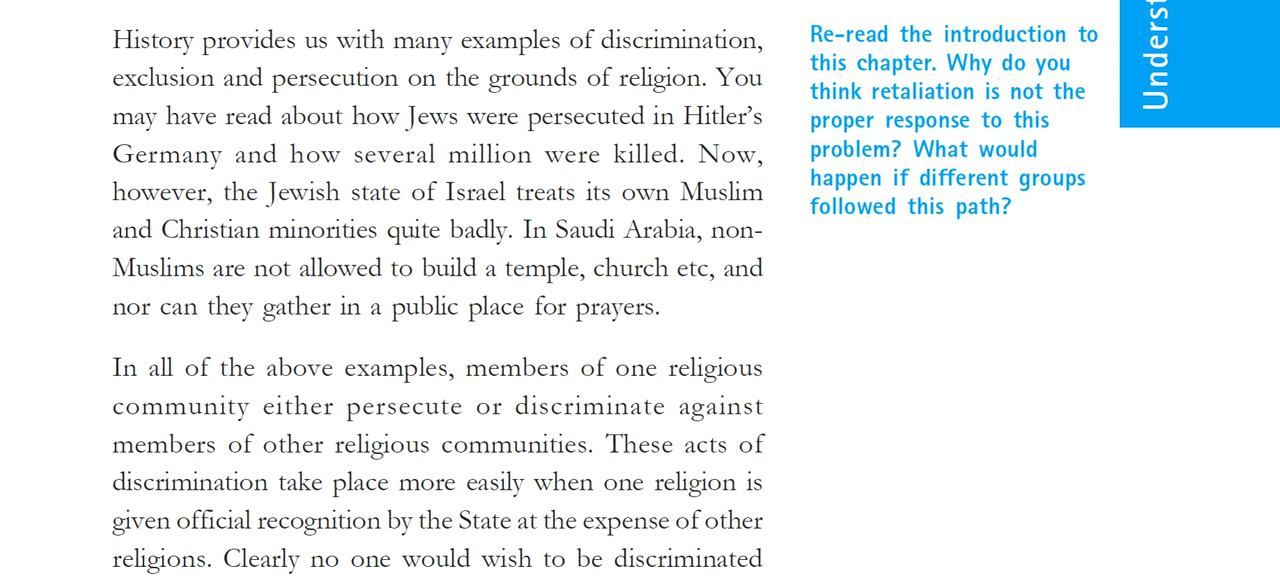 History provides us with many examples of discrimination,
exclusion and persecution on the grounds of religion. You
may have read about how Jews were persecuted in Hitler’s
Germany and how several million were killed. Now,
however, the Jewish state of Israel treats its own Muslim
and Christian minorities quite badly. In Saudi Arabia, non-
Muslims are not allowed to build a temple, church etc, and
nor can they gather in a public place for prayers.
In all of the above examples, members of one religious
community either persecute or discriminate against
members of other religious communities. These acts of
discrimination take place more easily when one religion is
given official recognition by the State at the expense of other
religions. Clearly no one would wish to be discriminated
Re-read the introduction to
this chapter. Why do you
think retaliation is not the
proper response to this
problem? What would
happen if different groups
followed this path?